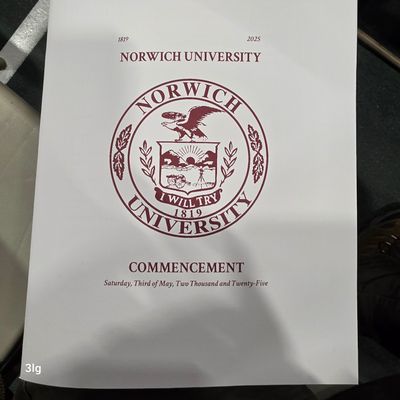 1819 2025
NORWICH UNIVERSITY
NORWICH
I WILL TRY
1819
UNIVERSITY
COMMENCEMENT
Saturday, Third of May, Two Thousand and Twenty-Five
3lg